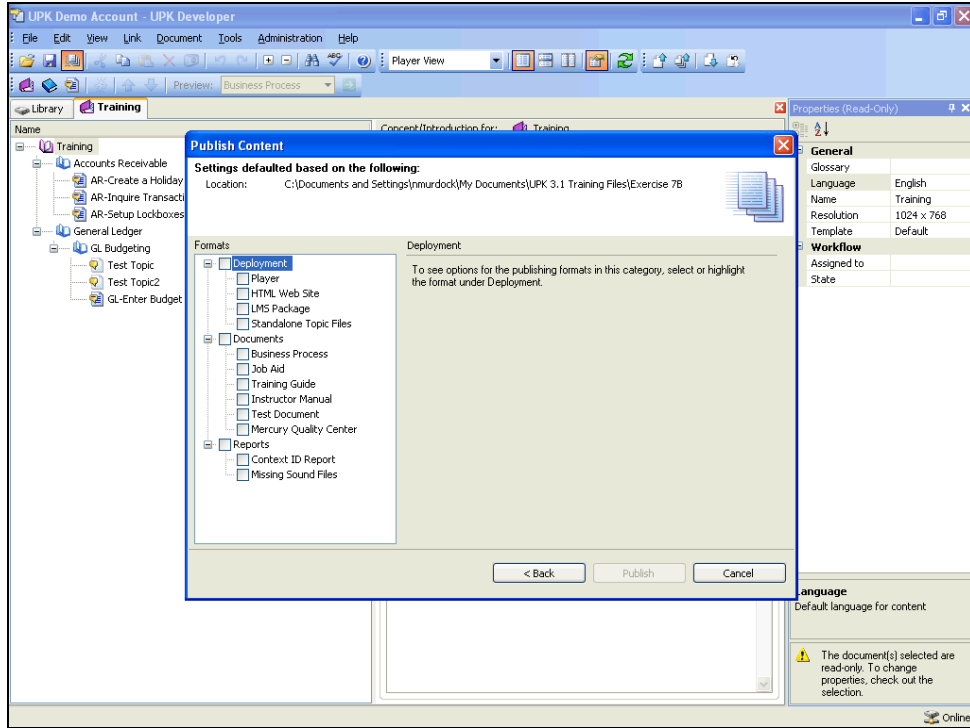 UPK Demo Account - UPK Developer
File Edit View Link Document Tools Administration Help
Player View
Preview: Business Process
Library Training
Name
Training
Accounts Receivable
AR-Create a Holiday
AR-Inquire Transacti
AR-Setup Lockboxes
General Ledger
GL Budgeting
Test Topic
Test Topic2
GL-Enter Budget
Concept/Introduction for: Training
Publish Content
Settings defaulted based on the following:
Location: C:\Documents and Settings\nmurdock\My Documents\UPK 3.1 Training Files\Exercise 7B
Formats
Deployment
Player
HTML Web Site
LMS Package
Standalone Topic Files
Documents
Business Process
Job Aid
Training Guide
Instructor Manual
Test Document
Mercury Quality Center
Reports
Context ID Report
Missing Sound Files
Deployment
To see options for the publishing formats in this category, select or highlight
the format under Deployment.
< Back Publish Cancel
Properties (Read-Only)
General
Glossary
Language English
Name Training
Resolution 1024 x 768
Template Default
Workflow
Assigned to
State
anguage
Default language for content
The document(s) selected are
read-only. To change
properties, check out the
selection.
Online